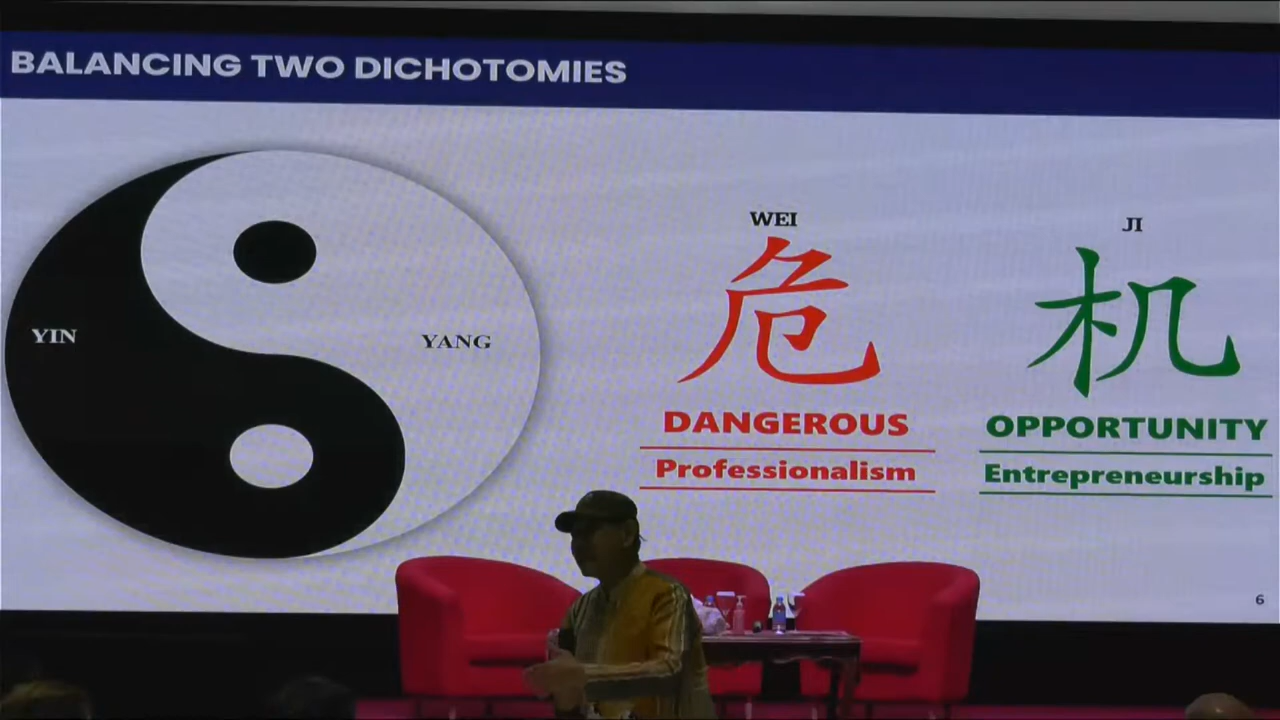 BALANCING TWO DICHOTOMIES
YIN
YANG
WEI
危
DANGEROUS
Professionalism
JI
机
OPPORTUNITY
Entrepreneurship
6